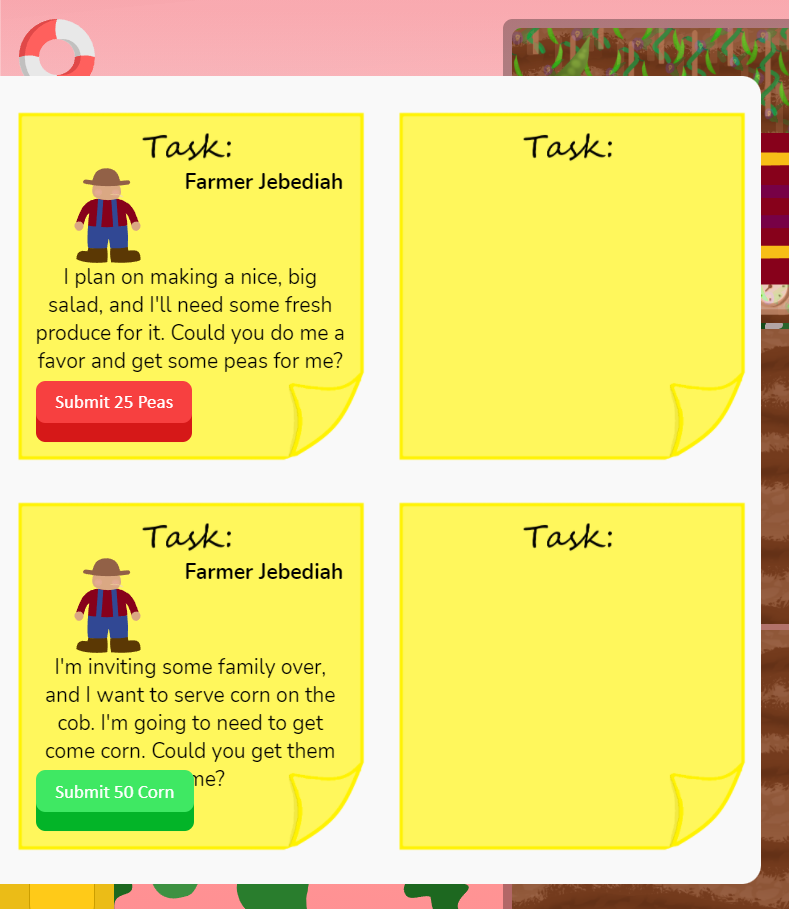 Task:
Farmer Jebediah
I plan on making a nice, big
salad, and I'll need some fresh
produce for it. Could you do me a
favor and get some peas for me?
Submit 25 Peas
Task:
Task:
Farmer Jebediah
I'm inviting some family over,
and I want to serve corn on the
cob. I'm going to need to get
come corn. Could you get them
me?
Submit 50 Corn
Task: